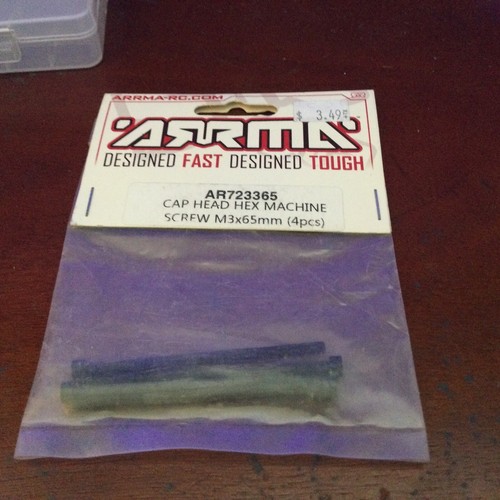 ARRMA-RC.COM
$ 3.49
ARRMA
DESIGNED FAST DESIGNED TOUGH
AR723365
CAP HEAD HEX MACHINE
SCREW M3x65mm (4pcs)